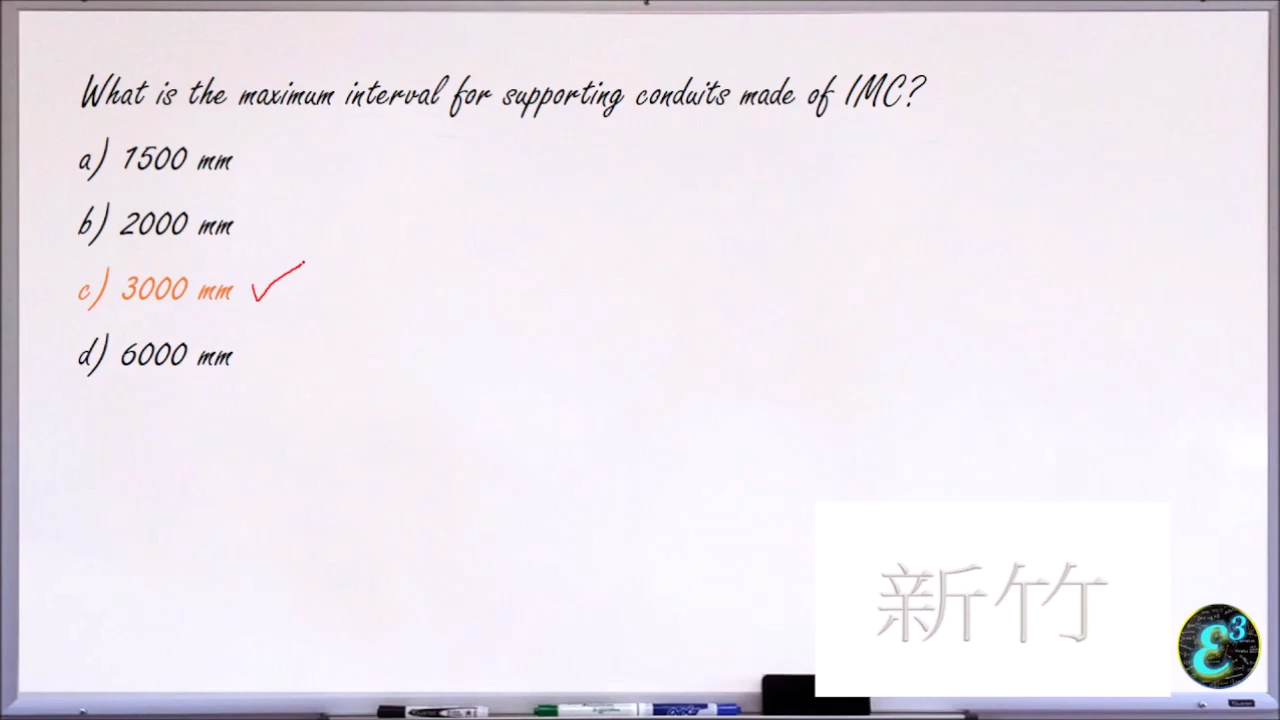 What is the maximum interval for supporting conduits made of IMC?
a) 1500 mm
b) 2000 mm
c) 3000 mm
d) 6000 mm
新竹
ε3